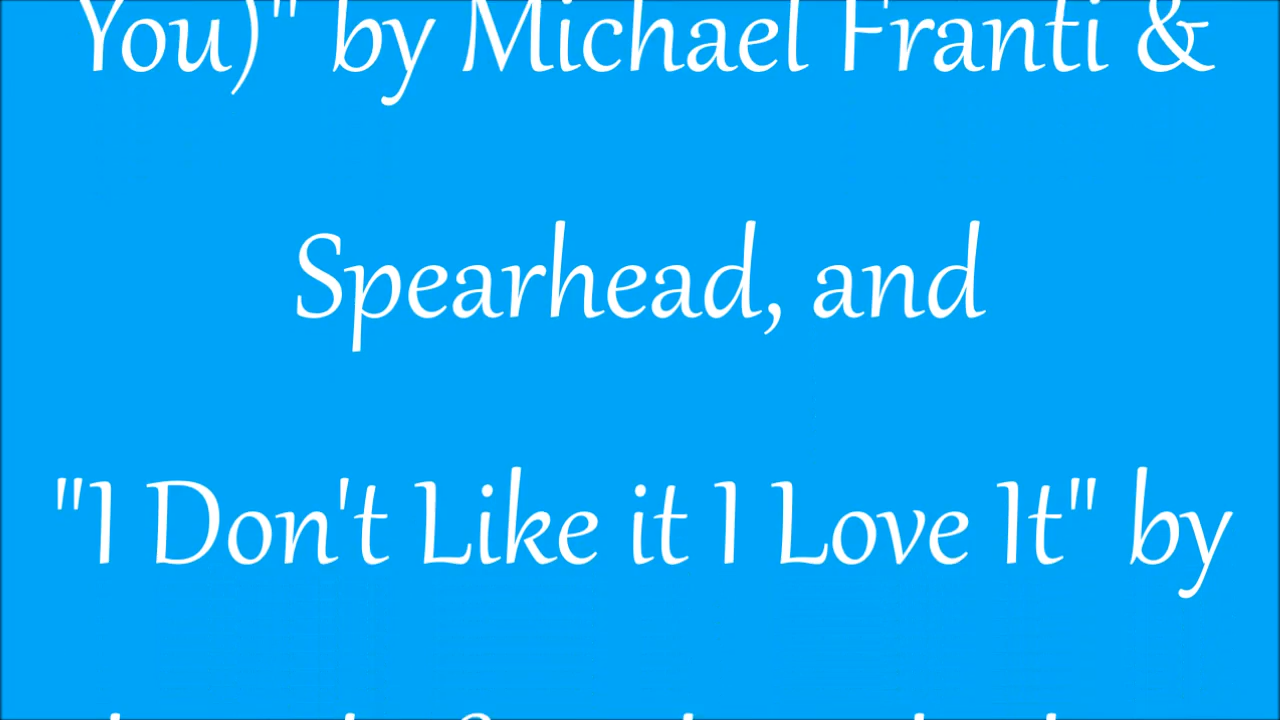 You)" by Michael Franti &
Spearhead, and
"I Don't Like it I Love It" by